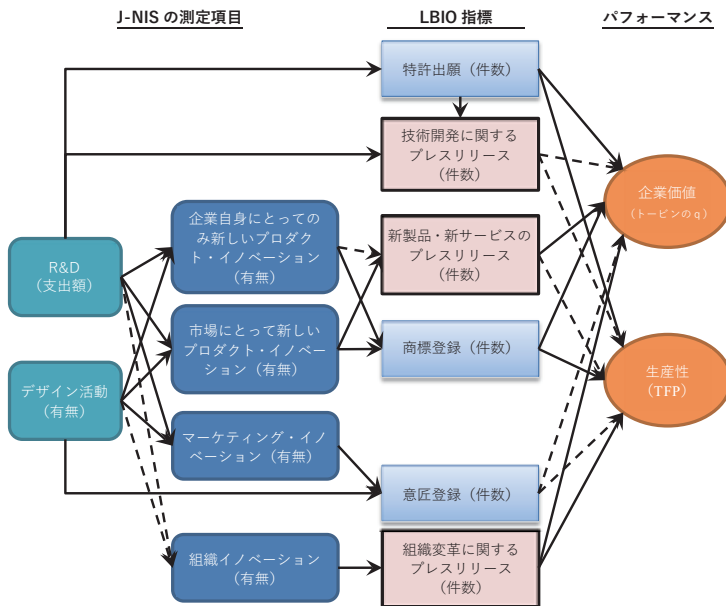 J-NIS の測定項目
LBIO 指標
パフォーマンス
特許出願（件数）
技術開発に関する
プレスリリース
（件数）
企業価値
（トービンのｑ）
企業自身にとっての
み新しいプロダク
ト・イノベーション
（有無）
新製品・新サービスの
プレスリリース
（件数）
R&D
（支出額）
市場にとって新しい
プロダクト・イノベー
ション（有無）
商標登録（件数）
生産性
（TFP）
デザイン活動
（有無）
マーケティング・イノ
ベーション（有無）
意匠登録（件数）
組織イノベーション
（有無）
組織変革に関する
プレスリリース
（件数）